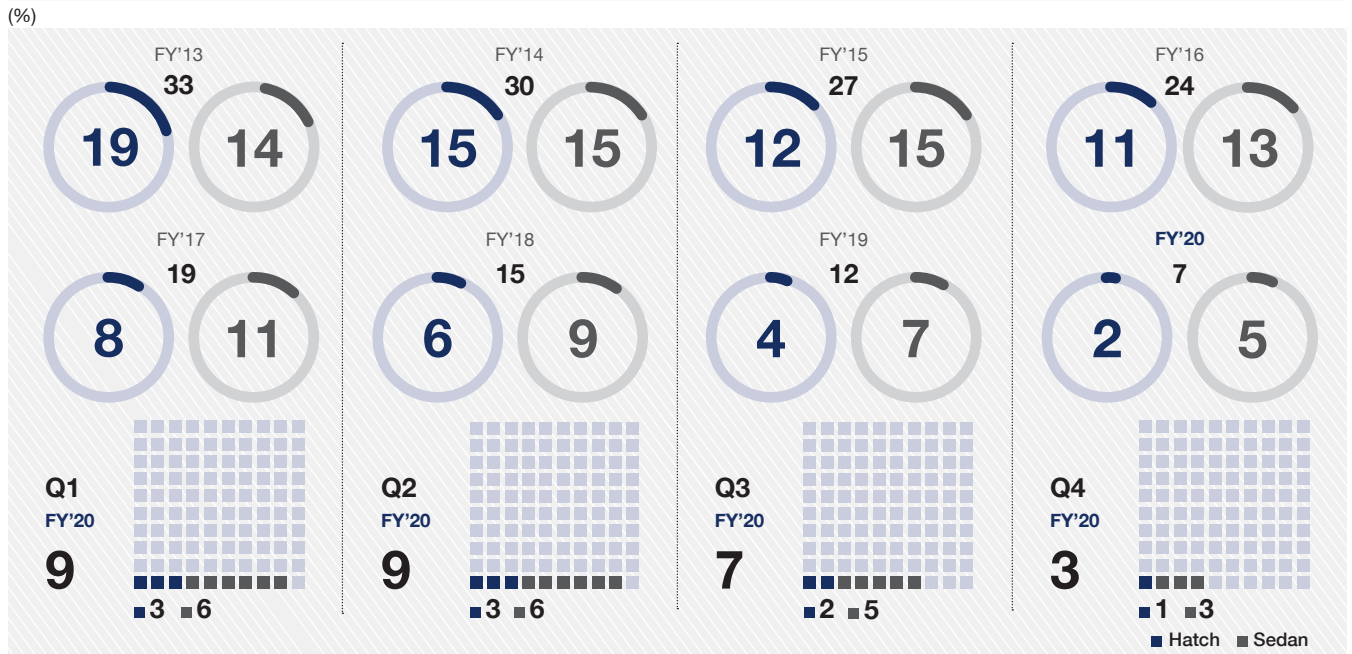 (%)
FY’13
33
19
14
FY’14
30
15
15
FY’15
27
12
15
FY’16
24
11
13
FY’17
19
8
11
FY’18
15
6
9
FY’19
12
4
7
FY’20
7
2
5
Q1
FY’20
9
3 6
Q2
FY’20
9
3 6
Q3
FY’20
7
2 5
Q4
FY’20
3
1 3
Hatch Sedan